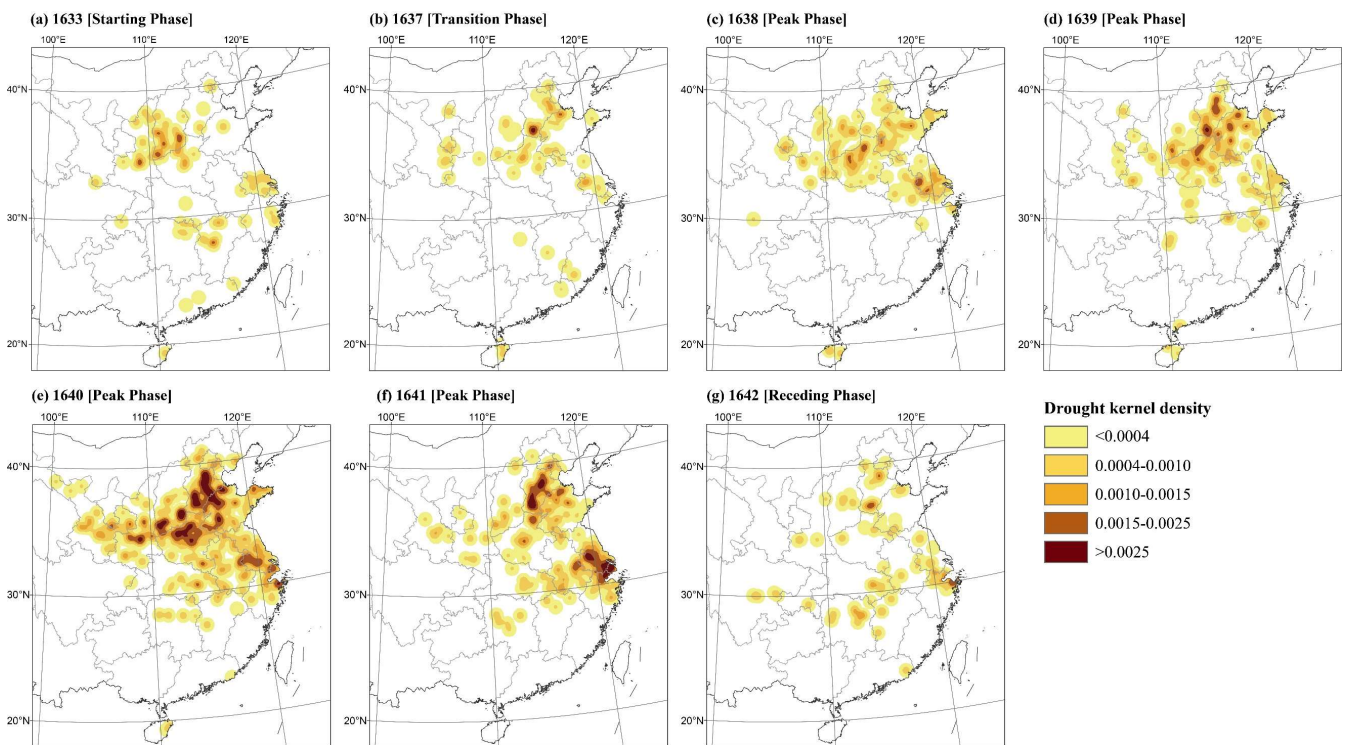 (a) 1633 [Starting Phase]
(b) 1637 [Transition Phase]
(c) 1638 [Peak Phase]
(d) 1639 [Peak Phase]
100°E 110°E 120°E
100°E 110°E 120°E
100°E 110°E 120°E
100°E 110°E 120°E
40°N
30°N
20°N
40°N
30°N
20°N
40°N
30°N
20°N
40°N
30°N
20°N
(e) 1640 [Peak Phase]
(f) 1641 [Peak Phase]
(g) 1642 [Receding Phase]
100°E 110°E 120°E
100°E 110°E 120°E
100°E 110°E 120°E
40°N
30°N
20°N
40°N
30°N
20°N
40°N
30°N
20°N
Drought kernel density
<0.0004
0.0004-0.0010
0.0010-0.0015
0.0015-0.0025
>0.0025